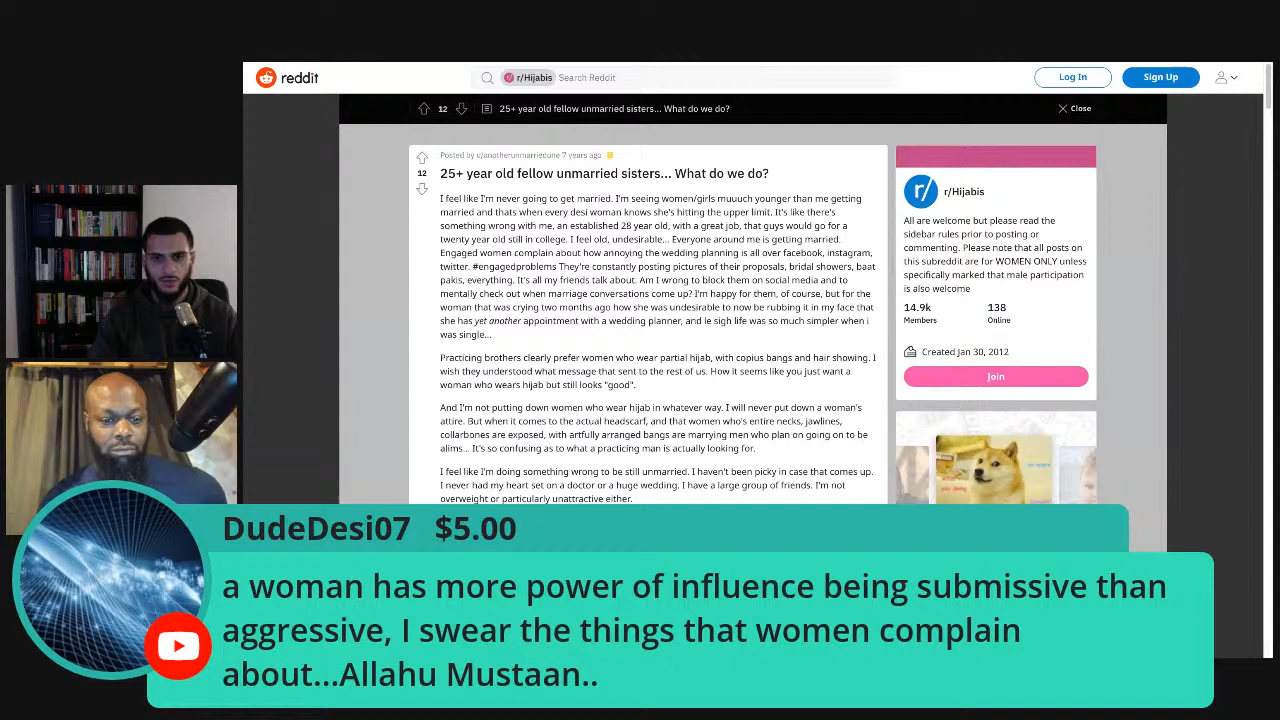 reddit
r/Hijabis Search Reddit
Log In
Sign Up
12
25+ year old fellow unmarried sisters... What do we do?
Close
Posted by u/anotherunmarriedone 7 years ago
12
25+ year old fellow unmarried sisters... What do we do?
I feel like I'm never going to get married. I'm seeing women/girls muuuch younger than me getting
married and thats when every desi woman knows she's hitting the upper limit. It's like there's
something wrong with me, an established 28 year old, with a great job, that guys would go for a
twenty year old still in college. I feel old, undesirable... Everyone around me is getting married.
Engaged women complain about how annoying the wedding planning is all over facebook, instagram,
twitter. #engagedproblems They're constantly posting pictures of their proposals, bridal showers, baat
pakis, everything. It's all my friends talk about. Am I wrong to block them on social media and to
mentally check out when marriage conversations come up? I'm happy for them, of course, but for the
woman that was crying two months ago how she was undesirable to now be rubbing it in my face that
she has yet another appointment with a wedding planner, and le sigh life was so much simpler when i
was single...
Practicing brothers clearly prefer women who wear partial hijab, with copius bangs and hair showing. I
wish they understood what message that sent to the rest of us. How it seems like you just want a
woman who wears hijab but still looks "good".
And I'm not putting down women who wear hijab in whatever way. I will never put down a woman's
attire. But when it comes to the actual headscarf, and that women who's entire necks, jawlines,
collarbones are exposed, with artfully arranged bangs are marrying men who plan on going on to be
alims... It's so confusing as to what a practicing man is actually looking for.
I feel like I'm doing something wrong to be still unmarried. I haven't been picky in case that comes up.
I never had my heart set on a doctor or a huge wedding. I have a large group of friends. I'm not
overweight or particularly unattractive either.
r/
r/Hijabis
All are welcome but please read the
sidebar rules prior to posting or
commenting. Please note that all posts on
this subreddit are for WOMEN ONLY unless
specifically marked that male participation
is also welcome
14.9k
Members
138
Online
Created Jan 30, 2012
Join
DudeDesi07 $5.00
a woman has more power of influence being submissive than
aggressive, I swear the things that women complain
about...Allahu Mustaan..